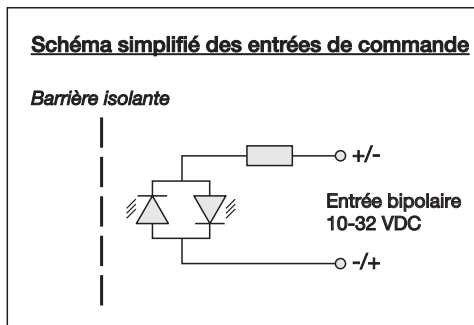 Schéma simplifié des entrées de commande
Barrière isolante
+/-
Entrée bipolaire
10-32 VDC
-/+